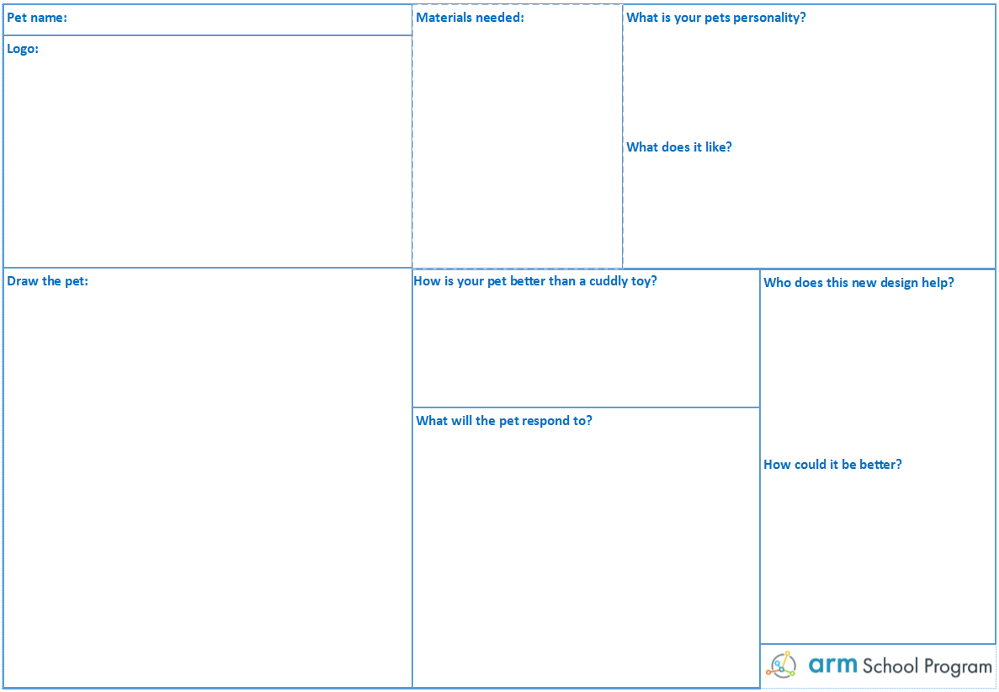 Pet name:
Logo:
Materials needed:
What is your pets personality?
What does it like?
Draw the pet:
How is your pet better than a cuddly toy?
What will the pet respond to?
Who does this new design help?
How could it be better?
arm School Program